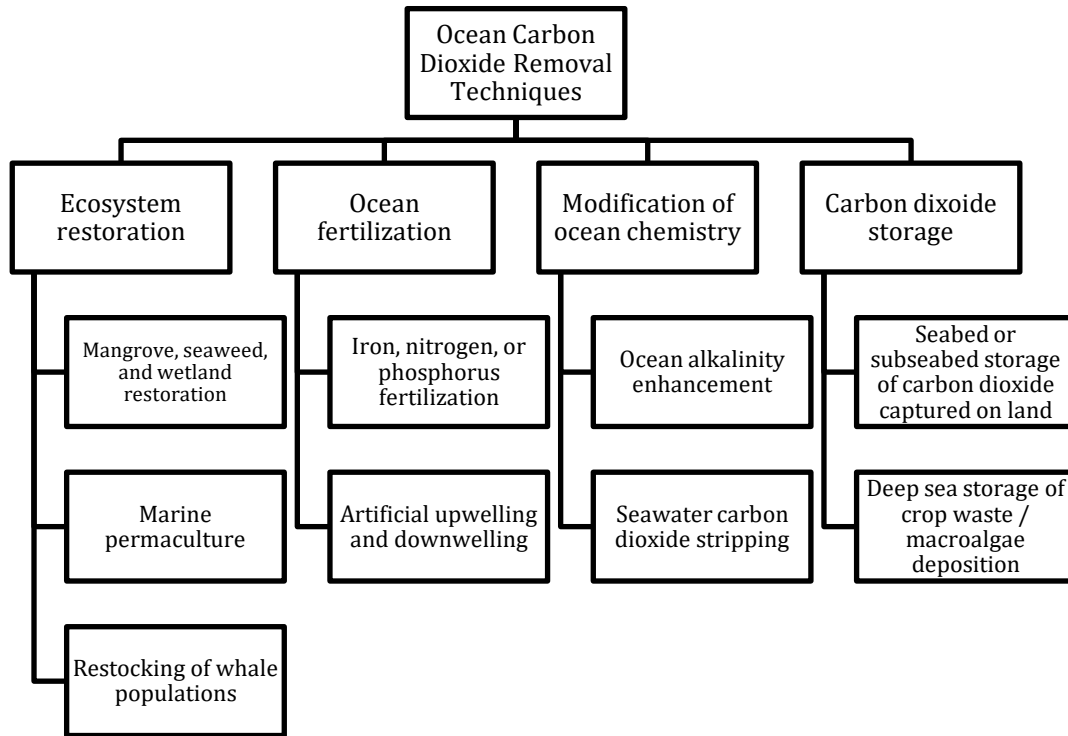 Ocean Carbon
Dioxide Removal
Techniques
Ecosystem
restoration
Ocean
fertilization
Modification of
ocean chemistry
Carbon dixoide
storage
Mangrove, seaweed,
and wetland
restoration
Iron, nitrogen, or
phosphorus
fertilization
Ocean alkalinity
enhancement
Seabed or
subseabed storage
of carbon dioxide
captured on land
Marine
permaculture
Artificial upwelling
and downwelling
Seawater carbon
dioxide stripping
Deep sea storage of
crop waste /
macroalgae
deposition
Restocking of whale
populations